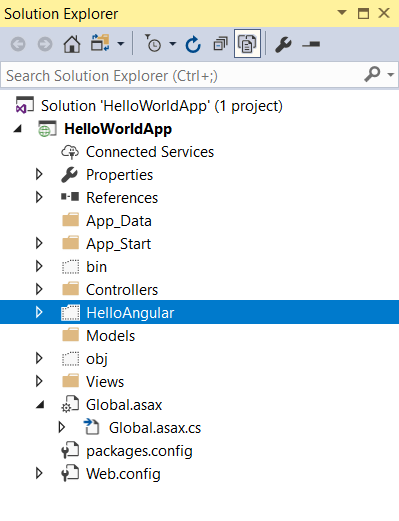 Solution Explorer
Search Solution Explorer (Ctrl+;)
Solution 'HelloWorldApp' (1 project)
HelloWorldApp
Connected Services
Properties
References
App_Data
App_Start
bin
Controllers
HelloAngular
Models
obj
Views
Global.asax
Global.asax.cs
packages.config
Web.config